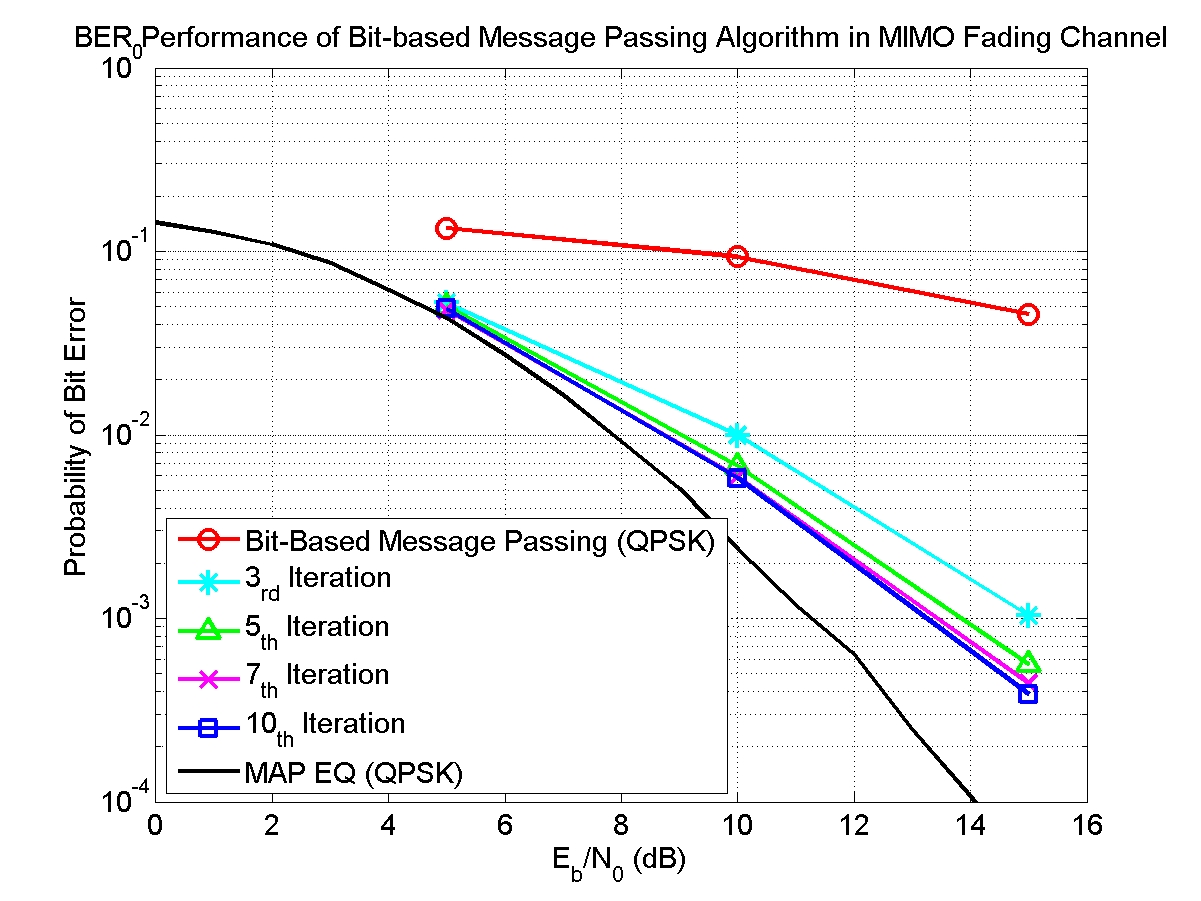 BER Performance of Bit-based Message Passing Algorithm in MIMO Fading Channel
10^0
10^-1
10^-2
10^-3
10^-4
Probability of Bit Error
Bit-Based Message Passing (QPSK)
3rd Iteration
5th Iteration
7th Iteration
10th Iteration
MAP EQ (QPSK)
0 2 4 6 8 10 12 14 16
Eb/N0 (dB)